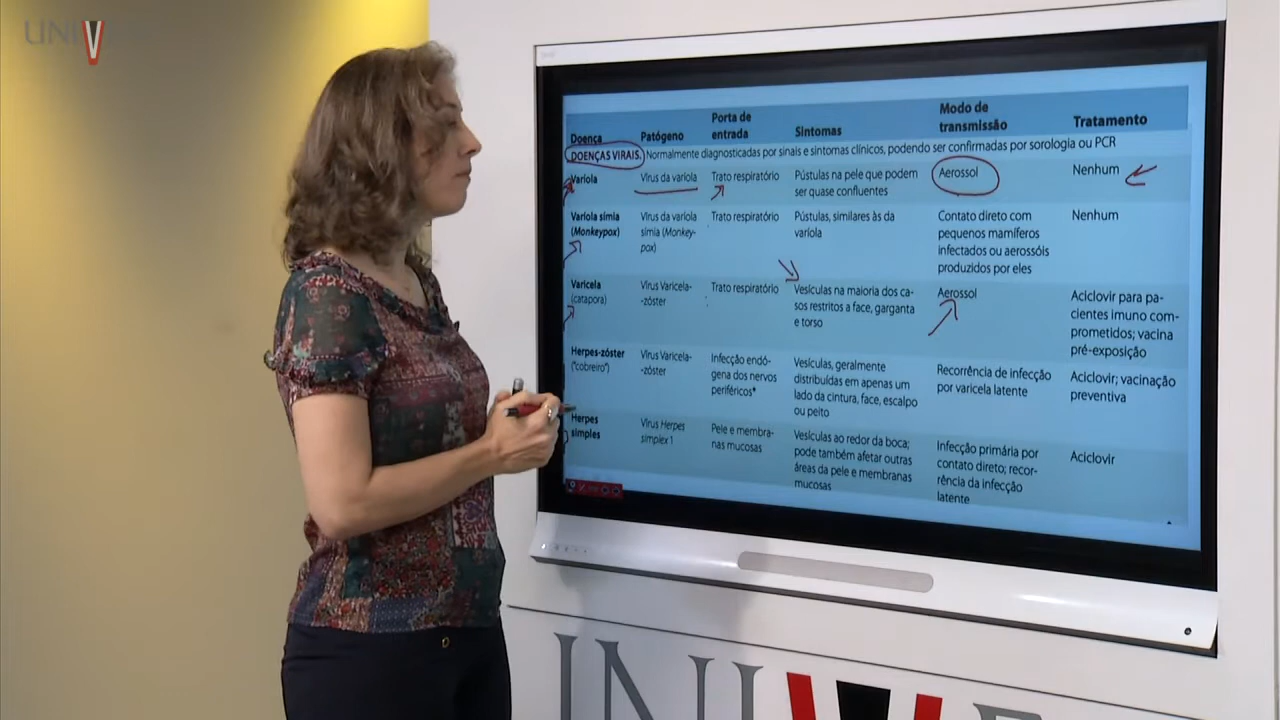 UNIV
Doença
Patógeno
Porta de
entrada
Sintomas
Modo de
transmissão
Tratamento
DOENÇAS VIRAIS. Normalmente diagnosticadas por sinais e sintomas clínicos, podendo ser confirmadas por sorologia ou PCR
Varíola
Vírus da varíola
Trato respiratório
Pústulas na pele que podem
ser quase confluentes
Aerossol
Nenhum
Varíola símia
(Monkeypox)
Vírus da varíola
símia (Monkey-
pox)
Trato respiratório
Pústulas, similares às da
varíola
Contato direto com
pequenos mamíferos
infectados ou aerossóis
produzidos por eles
Nenhum
Varicela
(catapora)
Vírus Varicela-
-zóster
Trato respiratório
Vesículas na maioria dos ca-
sos restritos a face, garganta
e torso
Aerossol
Aciclovir para pa-
cientes imuno com-
prometidos; vacina
pré-exposição
Herpes-zóster
("cobreiro")
Vírus Varicela-
-zóster
Infecção endó-
gena dos nervos
periféricos*
Vesículas, geralmente
distribuídas em apenas um
lado da cintura, face, escalpo
ou peito
Recorrência de infecção
por varicela latente
Aciclovir; vacinação
preventiva
Herpes
simples
Vírus Herpes
simplex 1
Pele e membra-
nas mucosas
Vesículas ao redor da boca;
pode também afetar outras
áreas da pele e membranas
mucosas
Infecção primária por
contato direto; recor-
rência da infecção
latente
Aciclovir